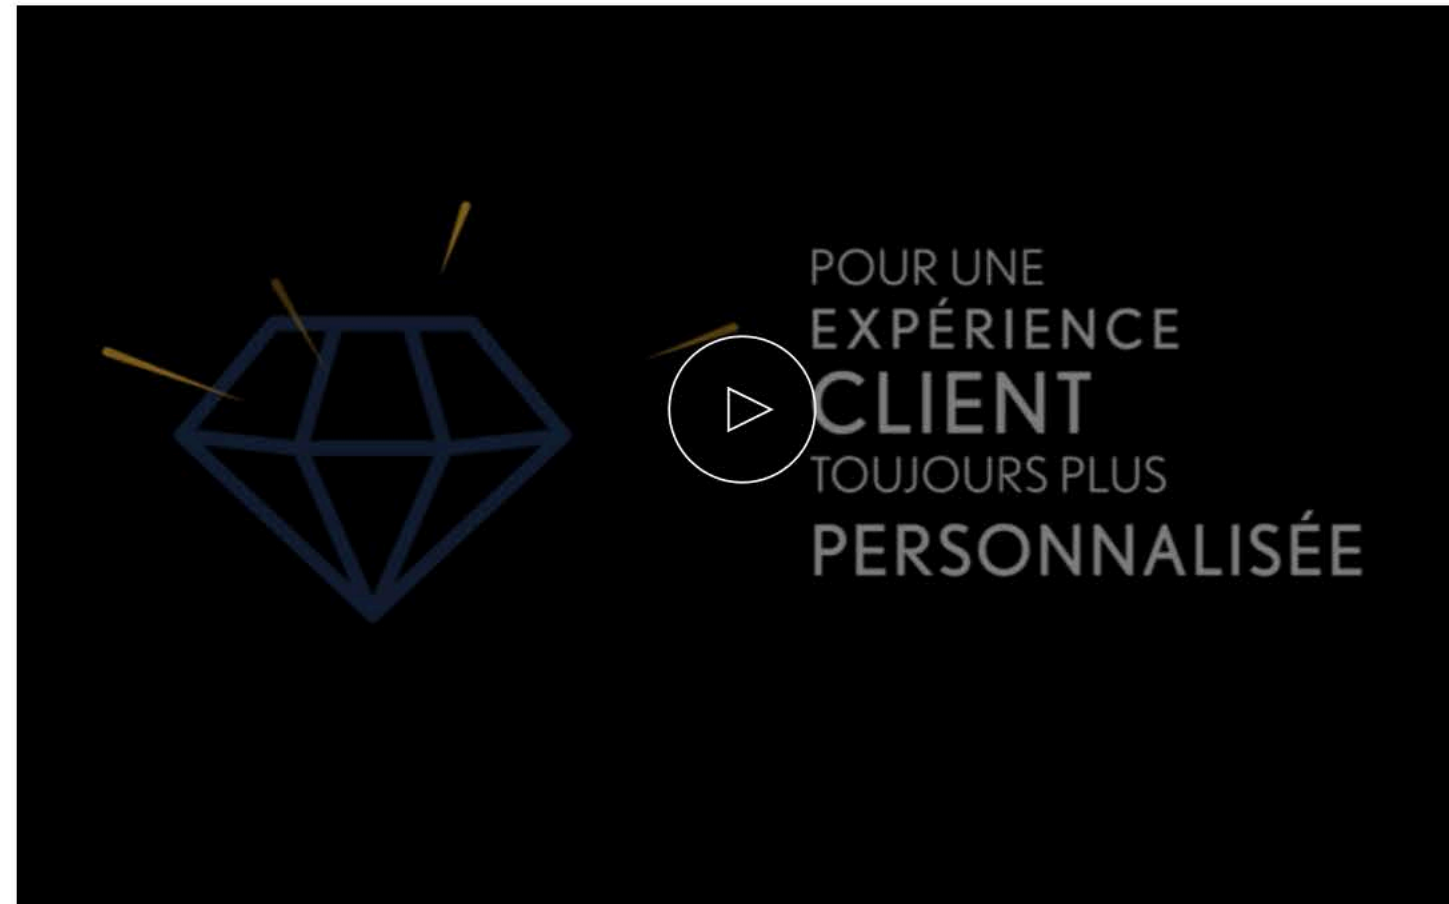 POUR UNE
EXPÉRIENCE
CLIENT
TOUJOURS PLUS
PERSONNALISÉE